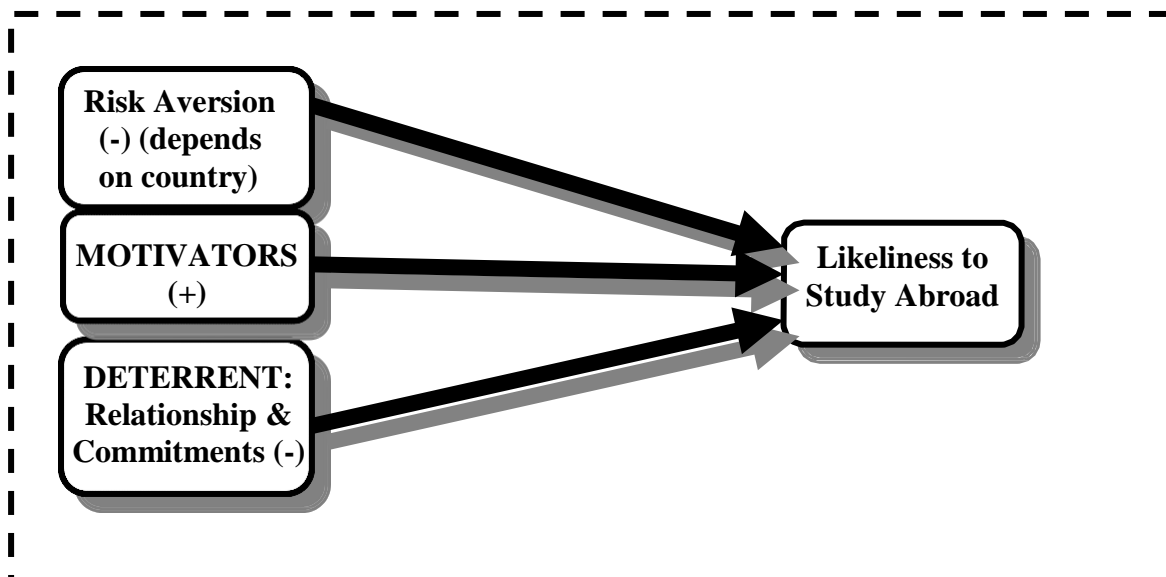 Risk Aversion
(-) (depends
on country)
MOTIVATORS
(+)
DETERRENT:
Relationship &
Commitments (-)
Likeliness to
Study Abroad